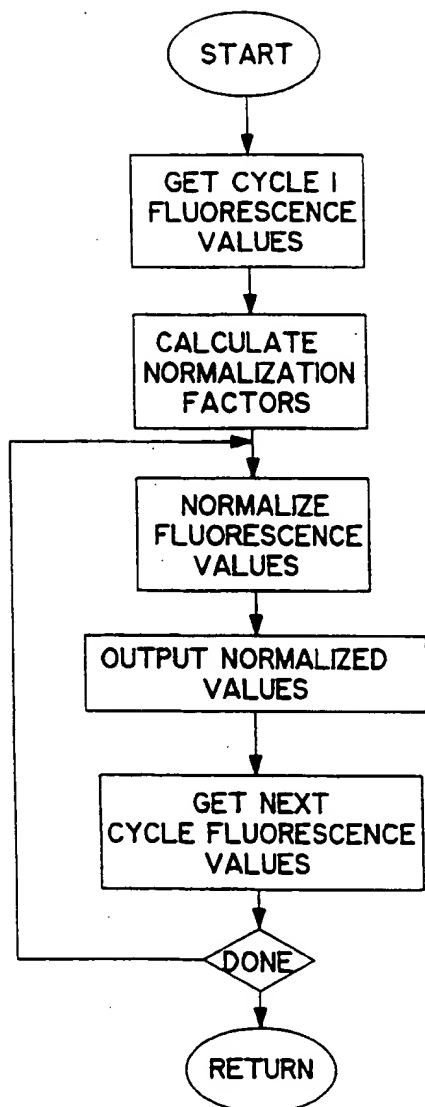 START
GET CYCLE 1
FLUORESCENCE
VALUES
CALCULATE
NORMALIZATION
FACTORS
NORMALIZE
FLUORESCENCE
VALUES
OUTPUT NORMALIZED
VALUES
GET NEXT
CYCLE FLUORESCENCE
VALUES
DONE
RETURN